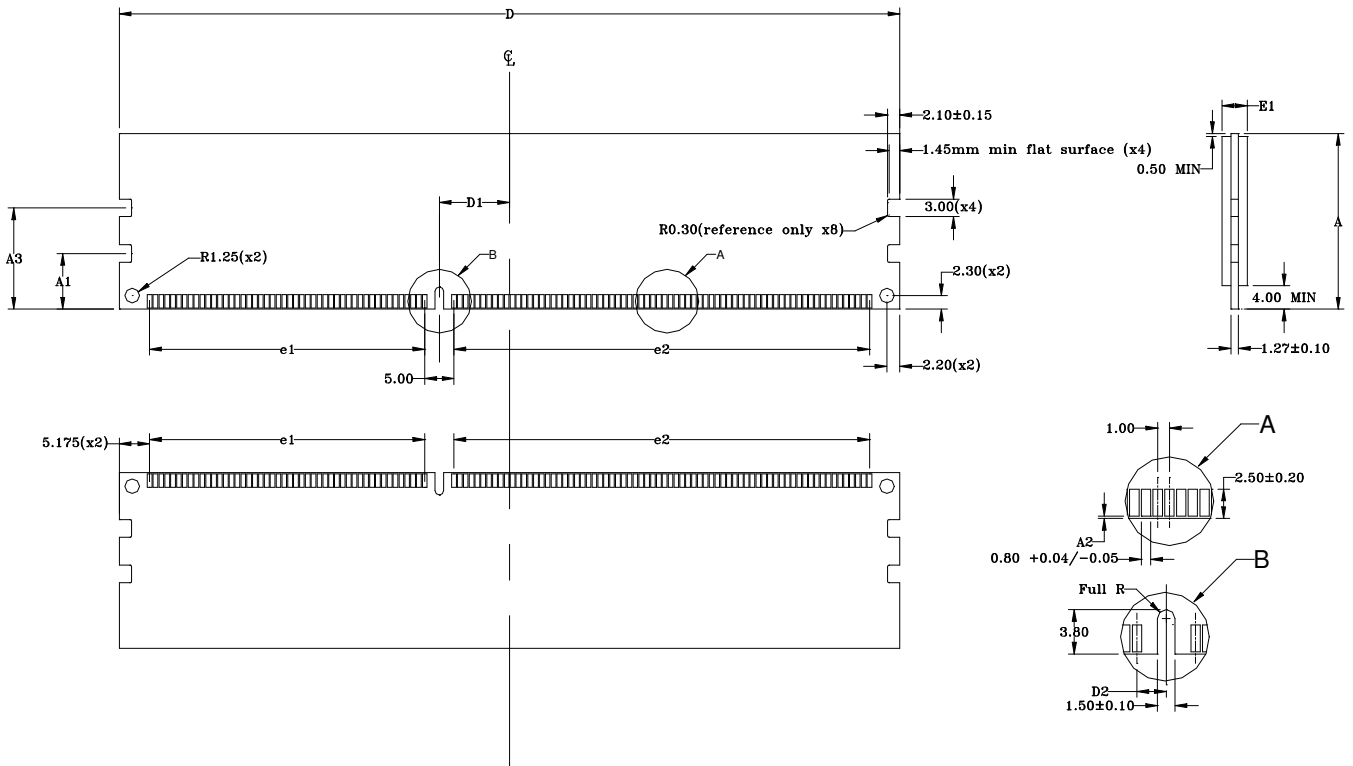 D
℄
2.10±0.15
E1
1.45mm min flat surface (x4)
0.50 MIN
3.00(x4)
D1
A
R0.30(reference only x8)
A3
R1.25(x2)
B
A
A1
2.30(x2)
4.00 MIN
e1
e2
1.27±0.10
5.00
2.20(x2)
5.175(x2)
e1
e2
1.00
A
2.50±0.20
A2
0.80 +0.04/-0.05
B
Full R
3.80
D2
1.50±0.10